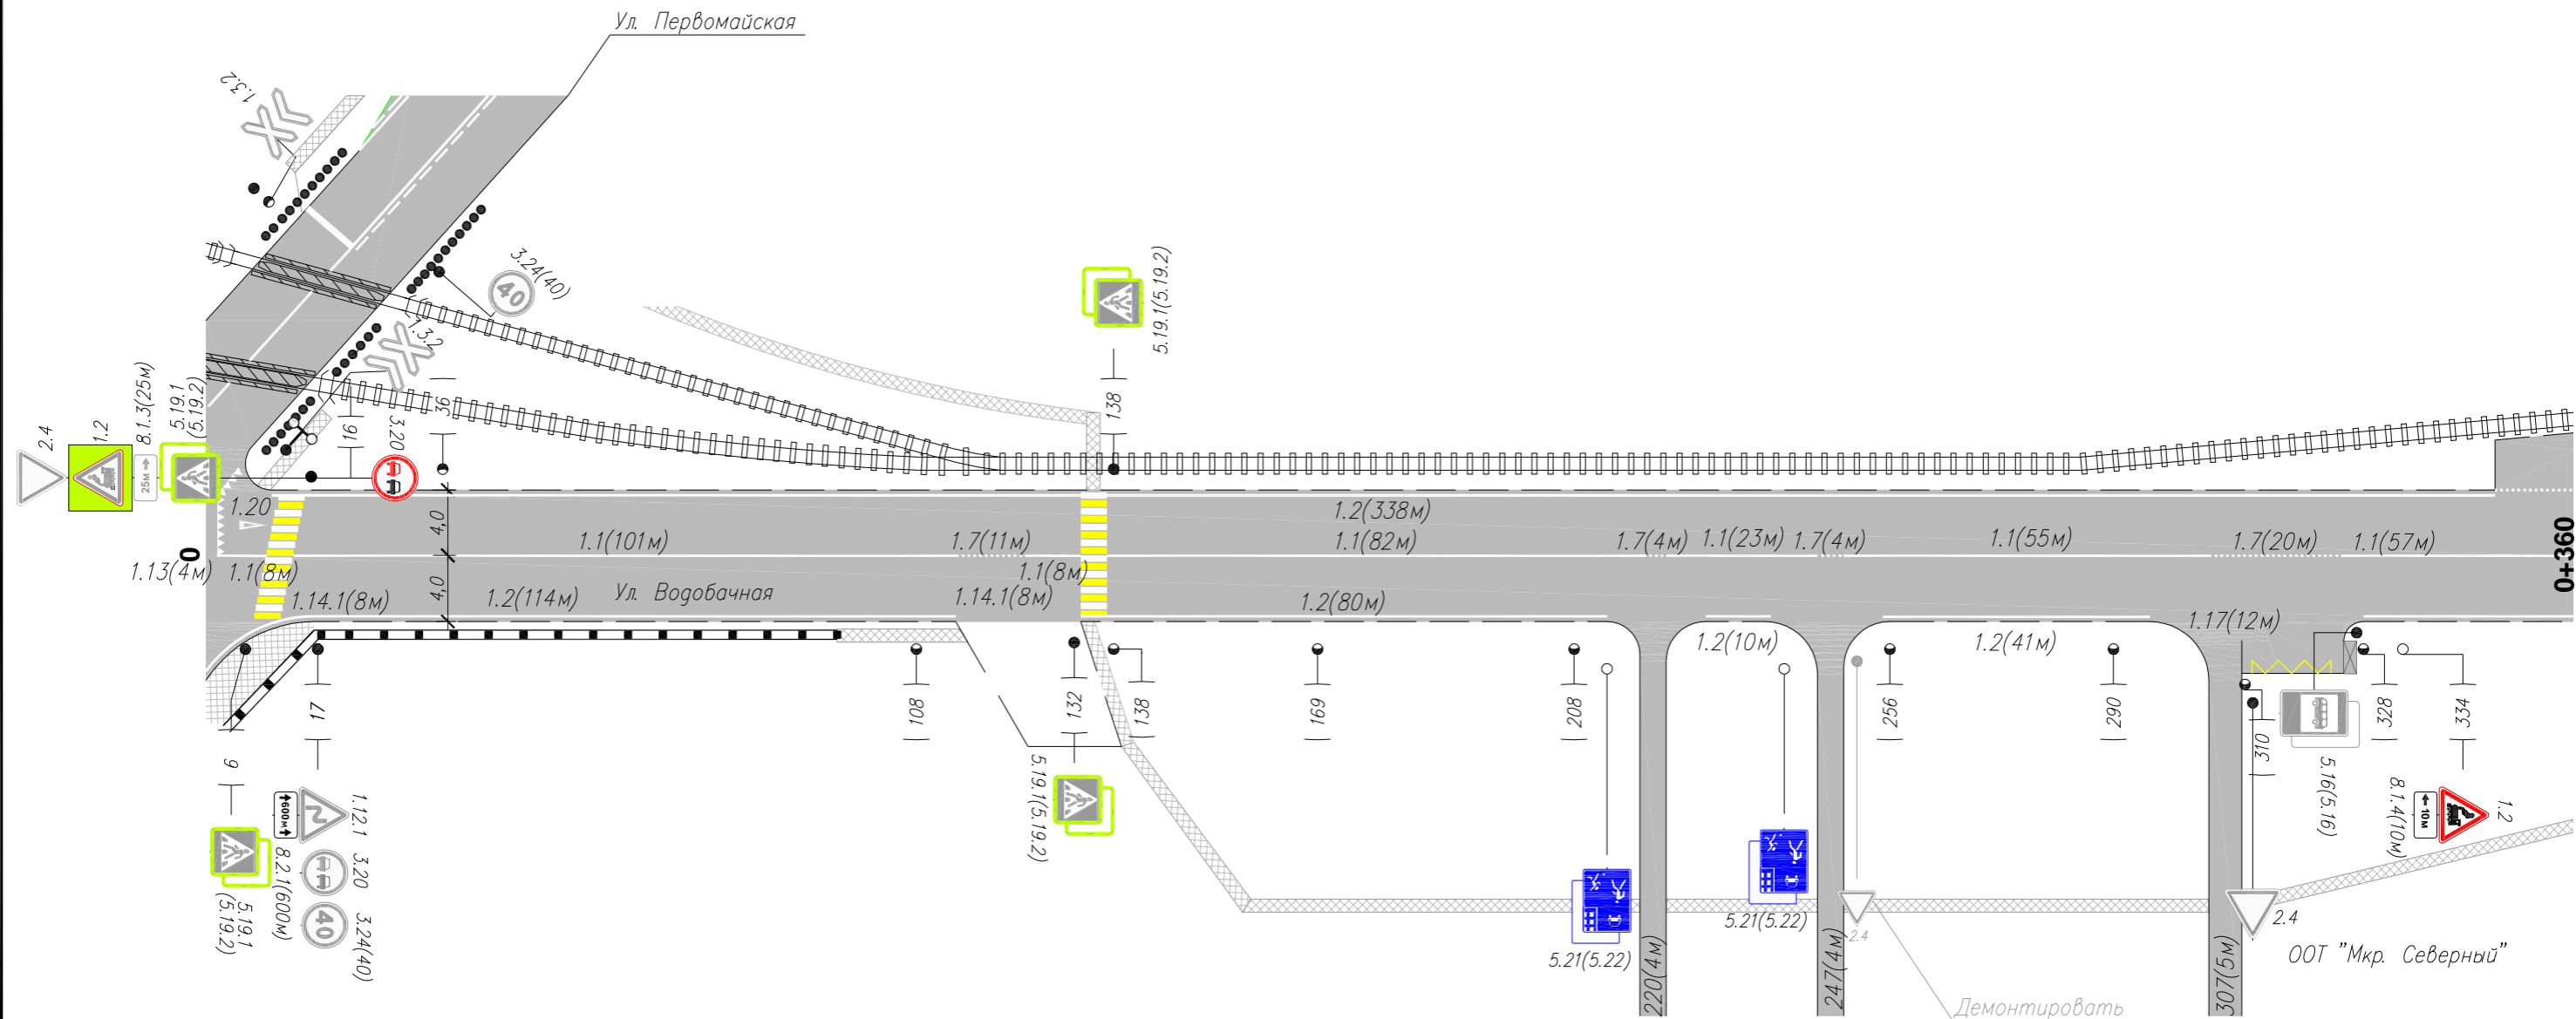 Ул. Первомайская
1.3.2
3.24(40)
40
1.3.2
5.19.1(5.19.2)
138
36
16
3.20
2.4
1.2
8.1.3(25м)
25м
5.19.1
(5.19.2)
1.20
4,0
4,0
0
1.13(4м)
1.1(8м)
1.14.1(8м)
1.1(101м)
1.2(114м)
Ул. Водобачная
1.7(11м)
1.1(8м)
1.14.1(8м)
1.2(338м)
1.1(82м)
1.2(80м)
1.7(4м)
1.1(23м)
1.7(4м)
1.2(10м)
1.1(55м)
1.2(41м)
1.7(20м)
1.1(57м)
1.17(12м)
0+360
9
17
108
132
138
169
208
256
290
310
328
334
5.19.1
(5.19.2)
600м
8.2.1(600м)
1.12.1
3.20
40
3.24(40)
5.19.1(5.19.2)
5.21(5.22)
5.21(5.22)
220(4м)
247(4м)
307(5м)
2.4
Демонтировать
2.4
5.16(5.16)
8.1.4(10м)
10м
1.2
ООТ "Мкр. Северный"